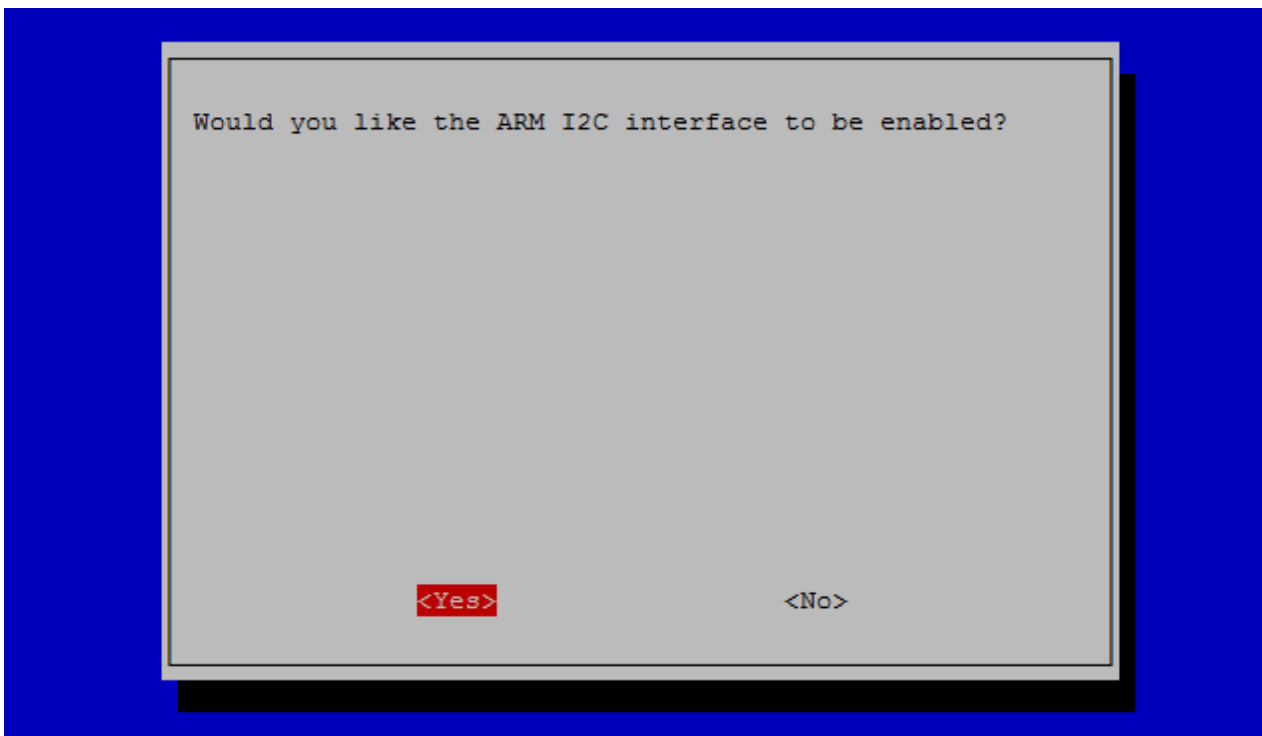 Would you like the ARM I2C interface to be enabled?
<Yes> <No>